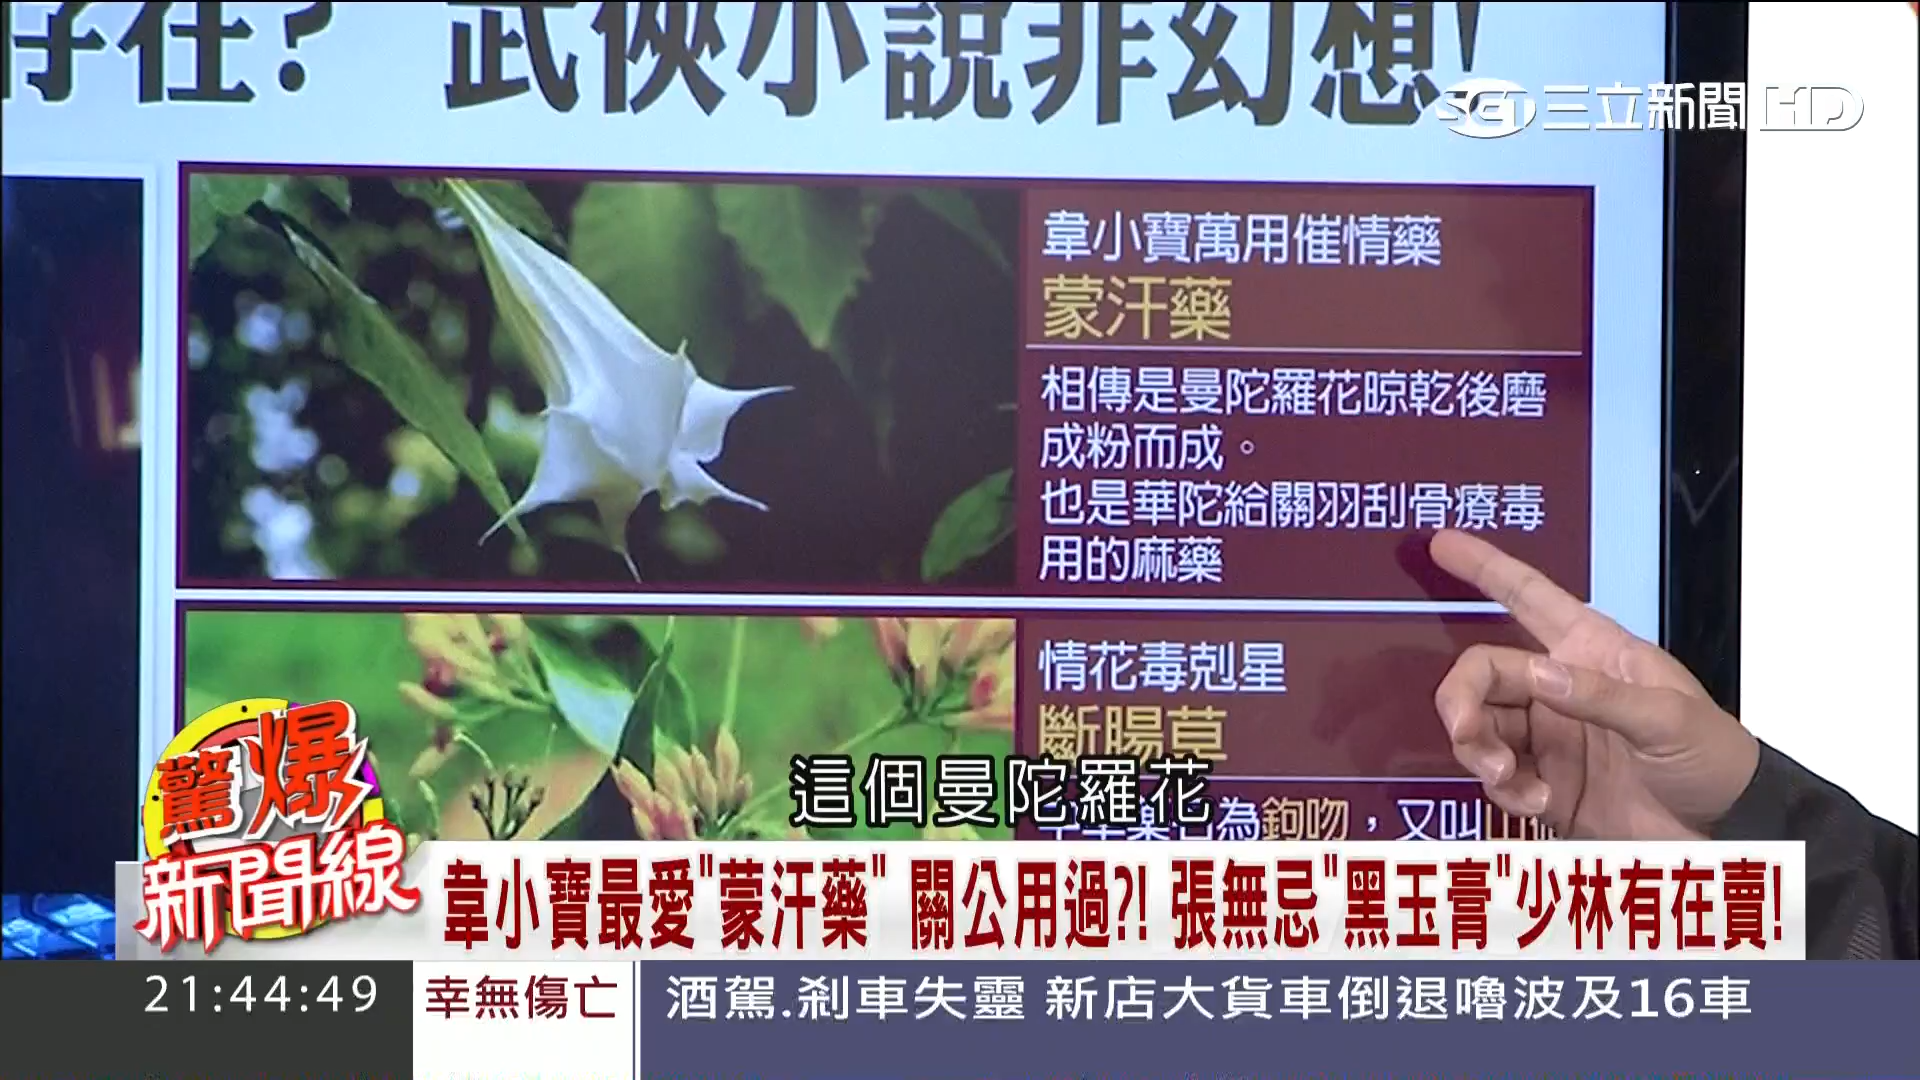 存在? 武俠小說非幻想!
SET三立新聞HD
韋小寶萬用催情藥
蒙汗藥
相傳是曼陀羅花晾乾後磨
成粉而成。
也是華陀給關羽刮骨療毒
用的麻藥
情花毒剋星
斷腸草
為鉤吻，又叫
這個曼陀羅花
驚爆
新聞線
韋小寶最愛"蒙汗藥" 關公用過?! 張無忌"黑玉膏"少林有在賣!
21:44:49
幸無傷亡
酒駕.剎車失靈 新店大貨車倒退嚕波及16車